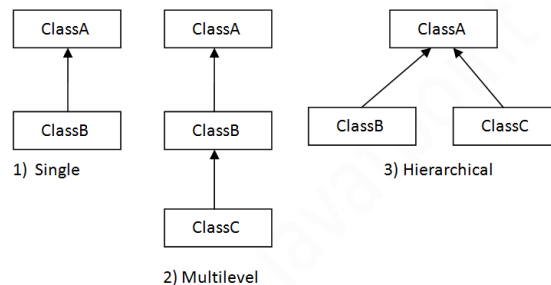 ClassA
ClassB
1) Single
ClassA
ClassB
ClassC
2) Multilevel
ClassA
ClassB
ClassC
3) Hierarchical